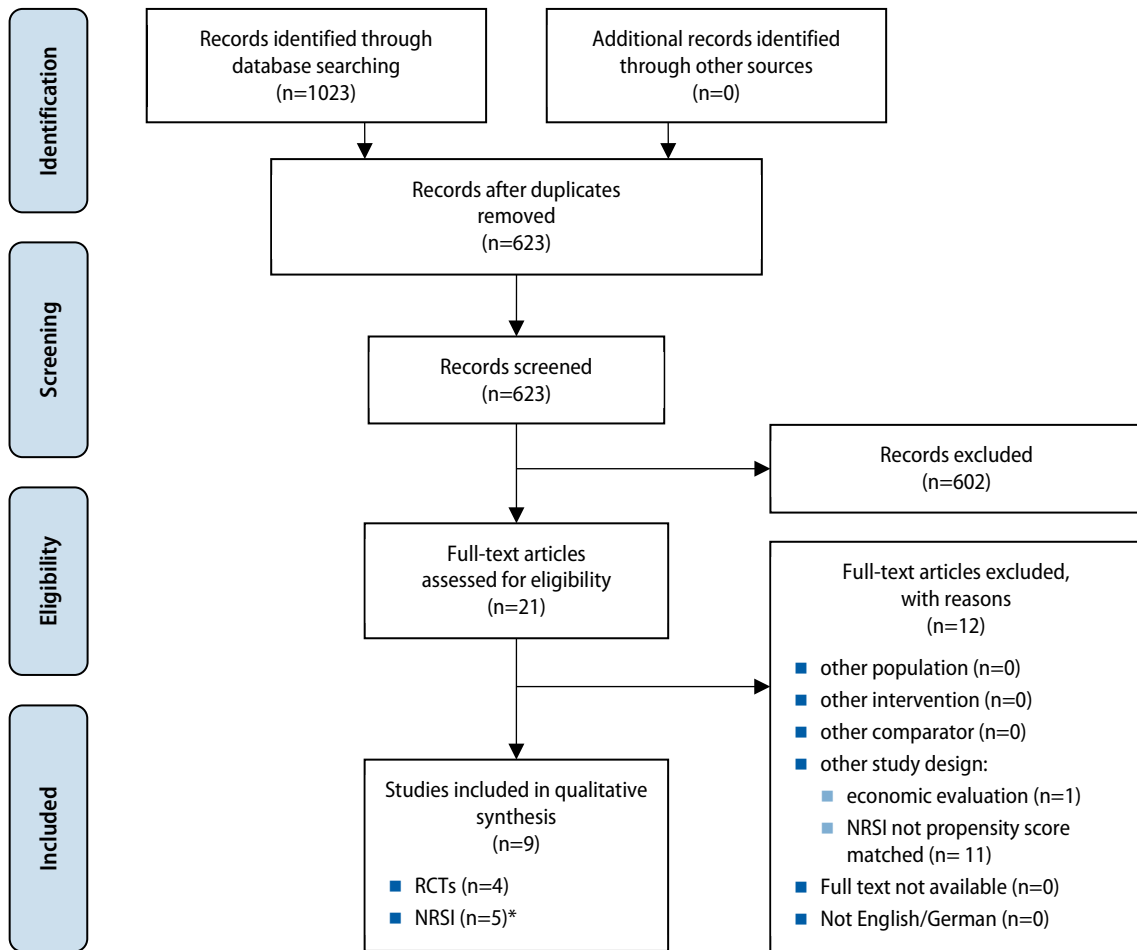 Identification
Records identified through
database searching
(n=1023)
Additional records identified
through other sources
(n=0)
Records after duplicates
removed
(n=623)
Screening
Records screened
(n=623)
Records excluded
(n=602)
Eligibility
Full-text articles
assessed for eligibility
(n=21)
Full-text articles excluded,
with reasons
(n=12)
other population (n=0)
other intervention (n=0)
other comparator (n=0)
other study design:
economic evaluation (n=1)
NRSI not propensity score
matched (n= 11)
Full text not available (n=0)
Not English/German (n=0)
Included
Studies included in qualitative
synthesis
(n=9)
RCTs (n=4)
NRSI (n=5)*